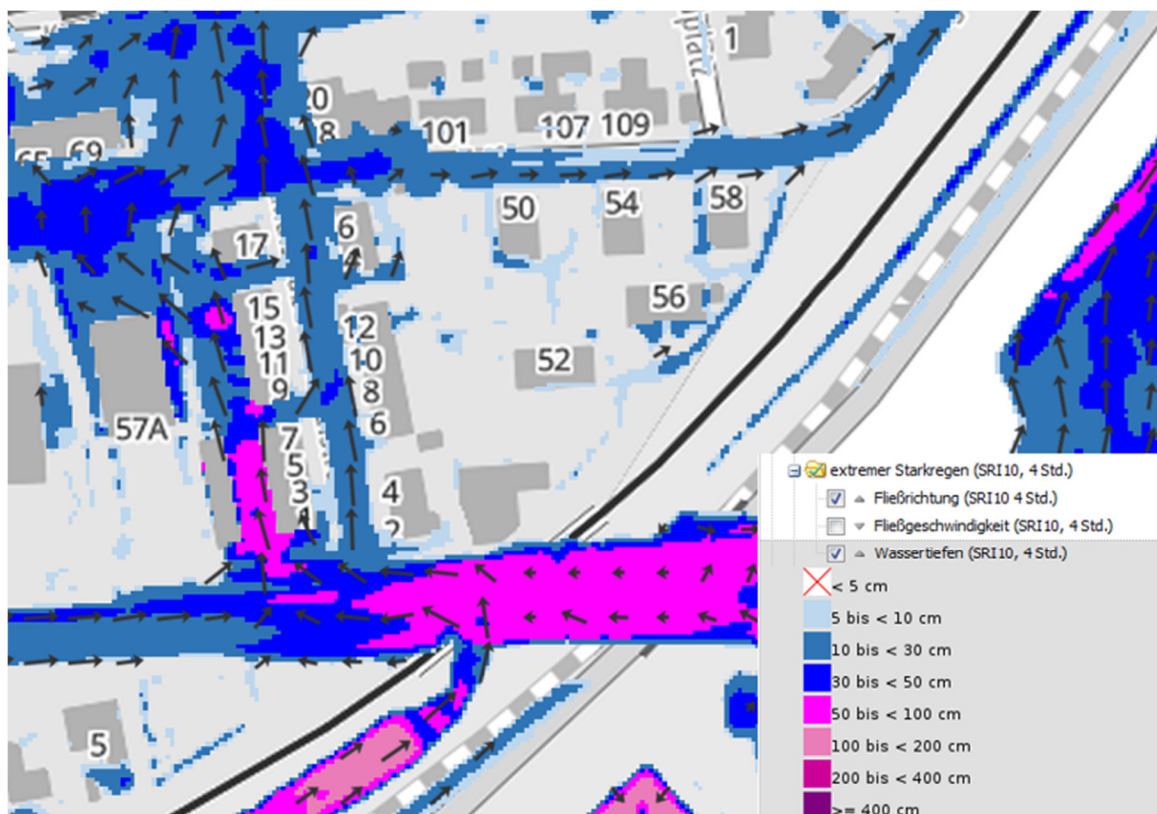 platz
1
20
8
101
107
109
65
69
50
54
58
17
6
4
56
15
13
11
9
12
10
8
6
52
57A
7
5
3
1
4
2
extremer Starkregen (SRI10, 4 Std.)
Fließrichtung (SRI10 4 Std.)
Fließgeschwindigkeit (SRI10, 4 Std.)
Wassertiefen (SRI10, 4 Std.)
< 5 cm
5 bis < 10 cm
10 bis < 30 cm
30 bis < 50 cm
50 bis < 100 cm
100 bis < 200 cm
200 bis < 400 cm
>= 400 cm
5